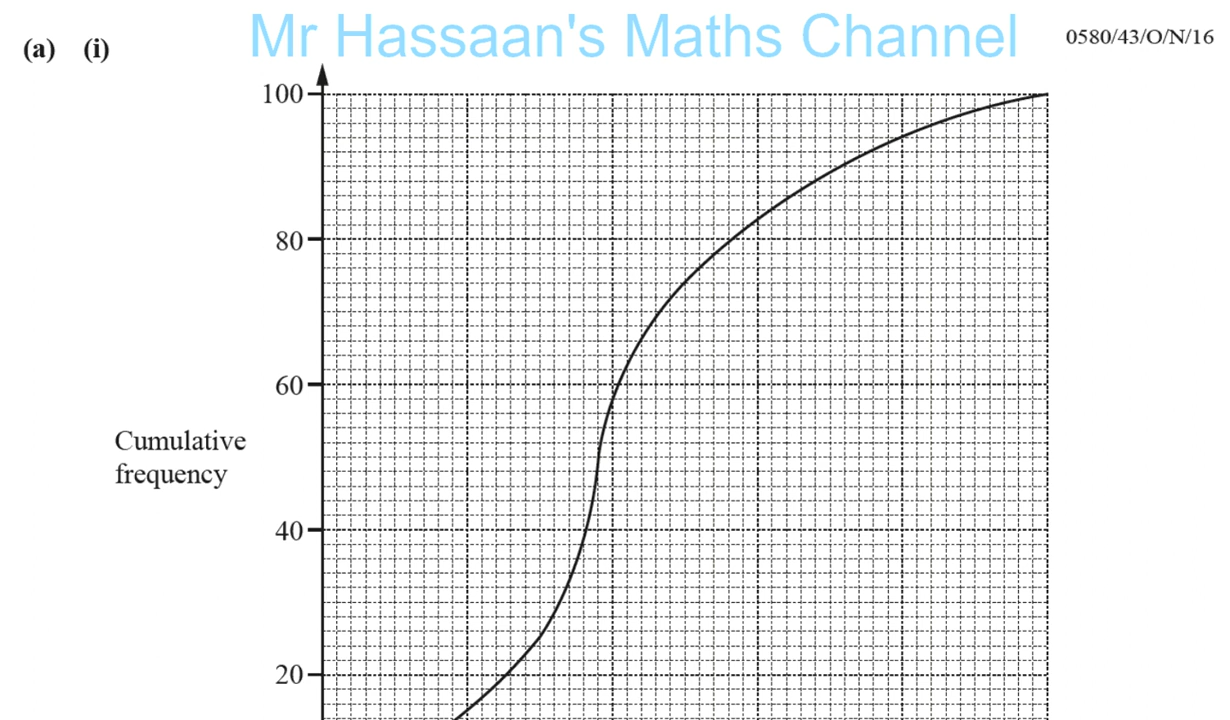 Mr Hassaan's Maths Channel
0580/43/O/N/16
(a) (i)
100
80
60
Cumulative
frequency
40
20